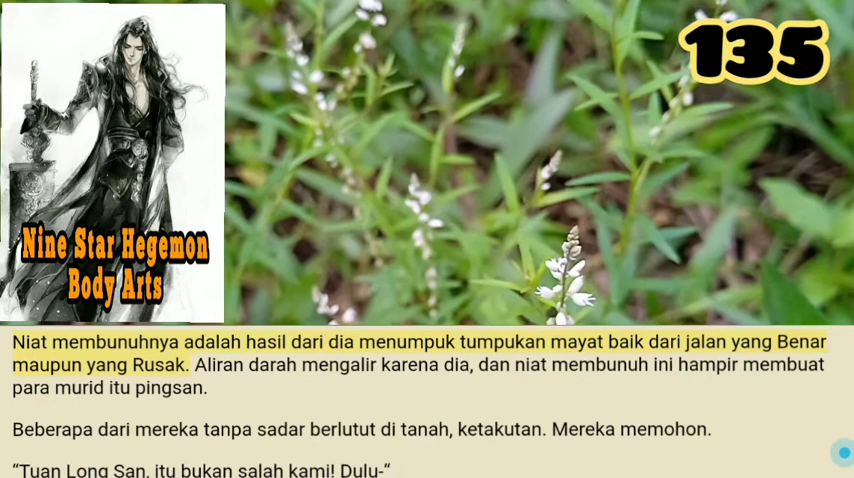 135
Nine Star Hegemon
Body Arts
Niat membunuhnya adalah hasil dari dia menumpuk tumpukan mayat baik dari jalan yang Benar
maupun yang Rusak. Aliran darah mengalir karena dia, dan niat membunuh ini hampir membuat
para murid itu pingsan.
Beberapa dari mereka tanpa sadar berlutut di tanah, ketakutan. Mereka memohon.
“Tuan Long San, itu bukan salah kami! Dulu-“